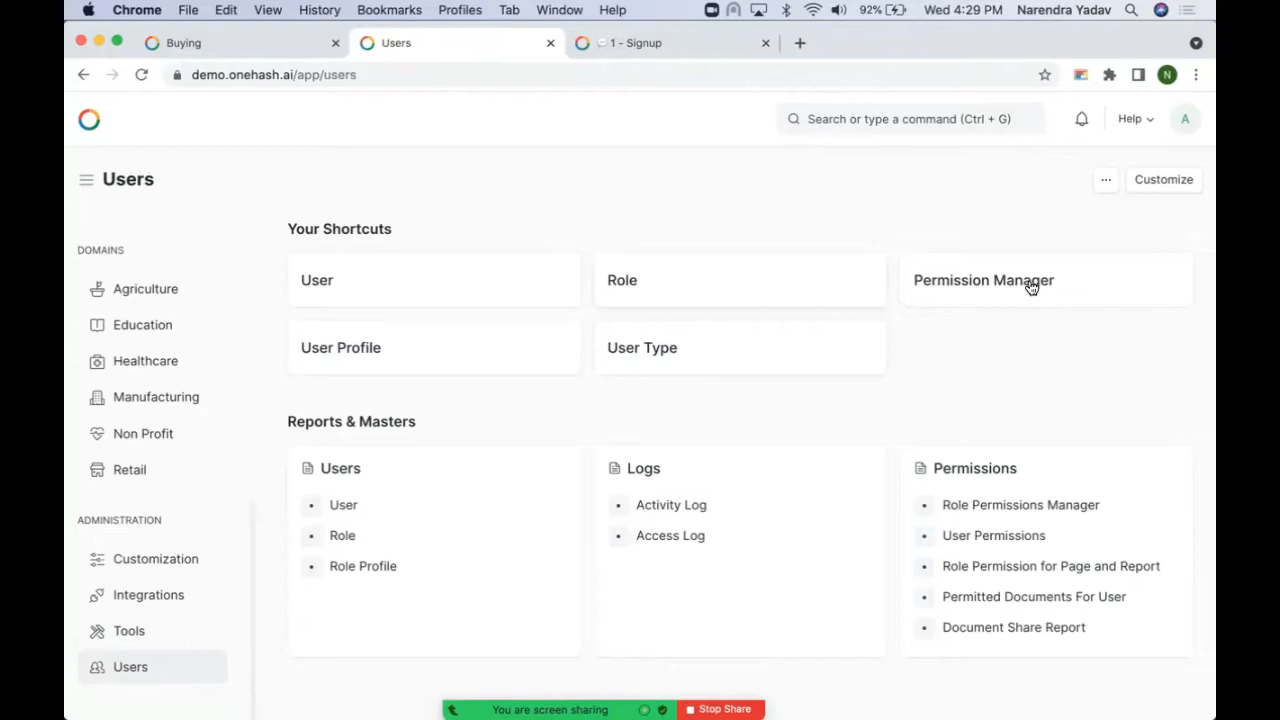 Chrome File Edit View History Bookmarks Profiles Tab Window Help 92% Wed 4:29 PM Narendra Yadav
Buying
Users
1 - Signup
demo.onehash.ai/app/users
N
Search or type a command (Ctrl + G)
Help
A
Users
Customize
DOMAINS
Agriculture
Education
Healthcare
Manufacturing
Non Profit
Retail
ADMINISTRATION
Customization
Integrations
Tools
Users
Your Shortcuts
User
Role
Permission Manager
User Profile
User Type
Reports & Masters
Users
User
Role
Role Profile
Logs
Activity Log
Access Log
Permissions
Role Permissions Manager
User Permissions
Role Permission for Page and Report
Permitted Documents For User
Document Share Report
You are screen sharing
Stop Share